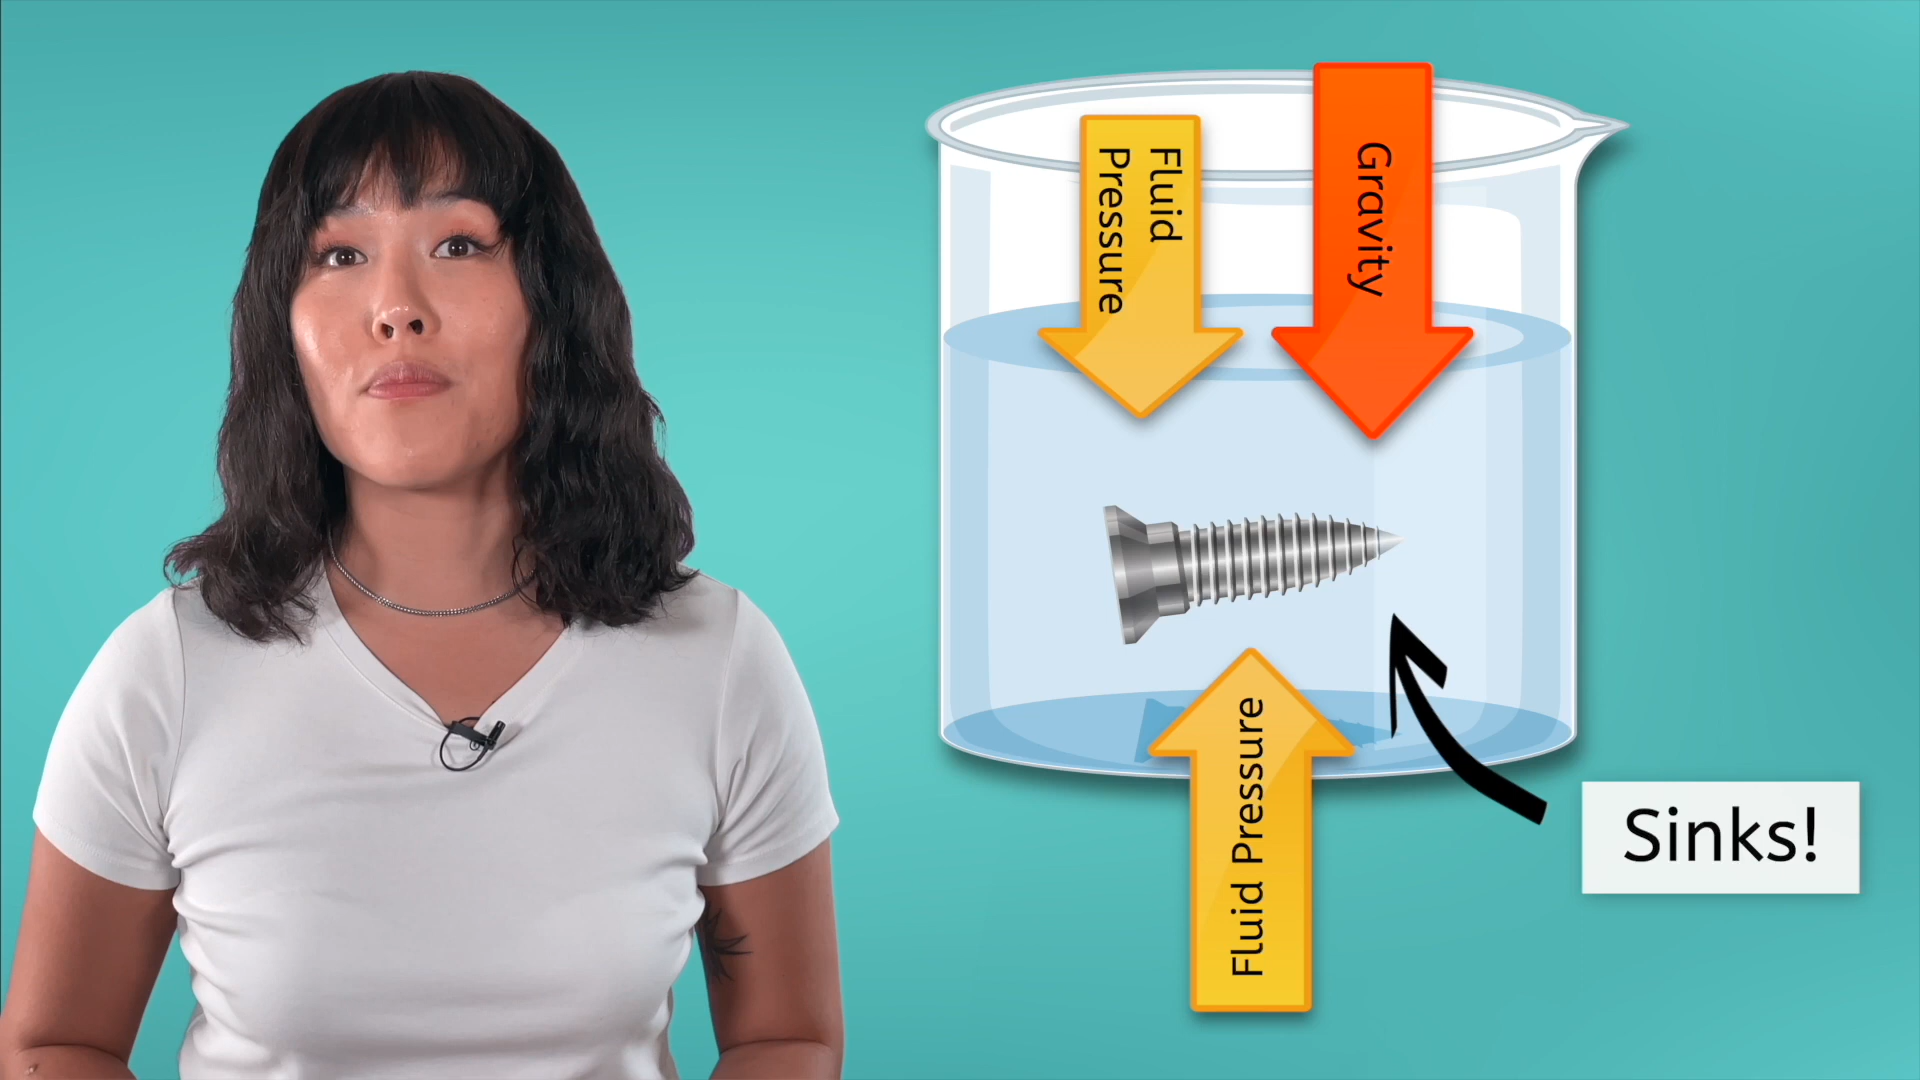 Fluid
Pressure
Gravity
Fluid Pressure
Sinks!